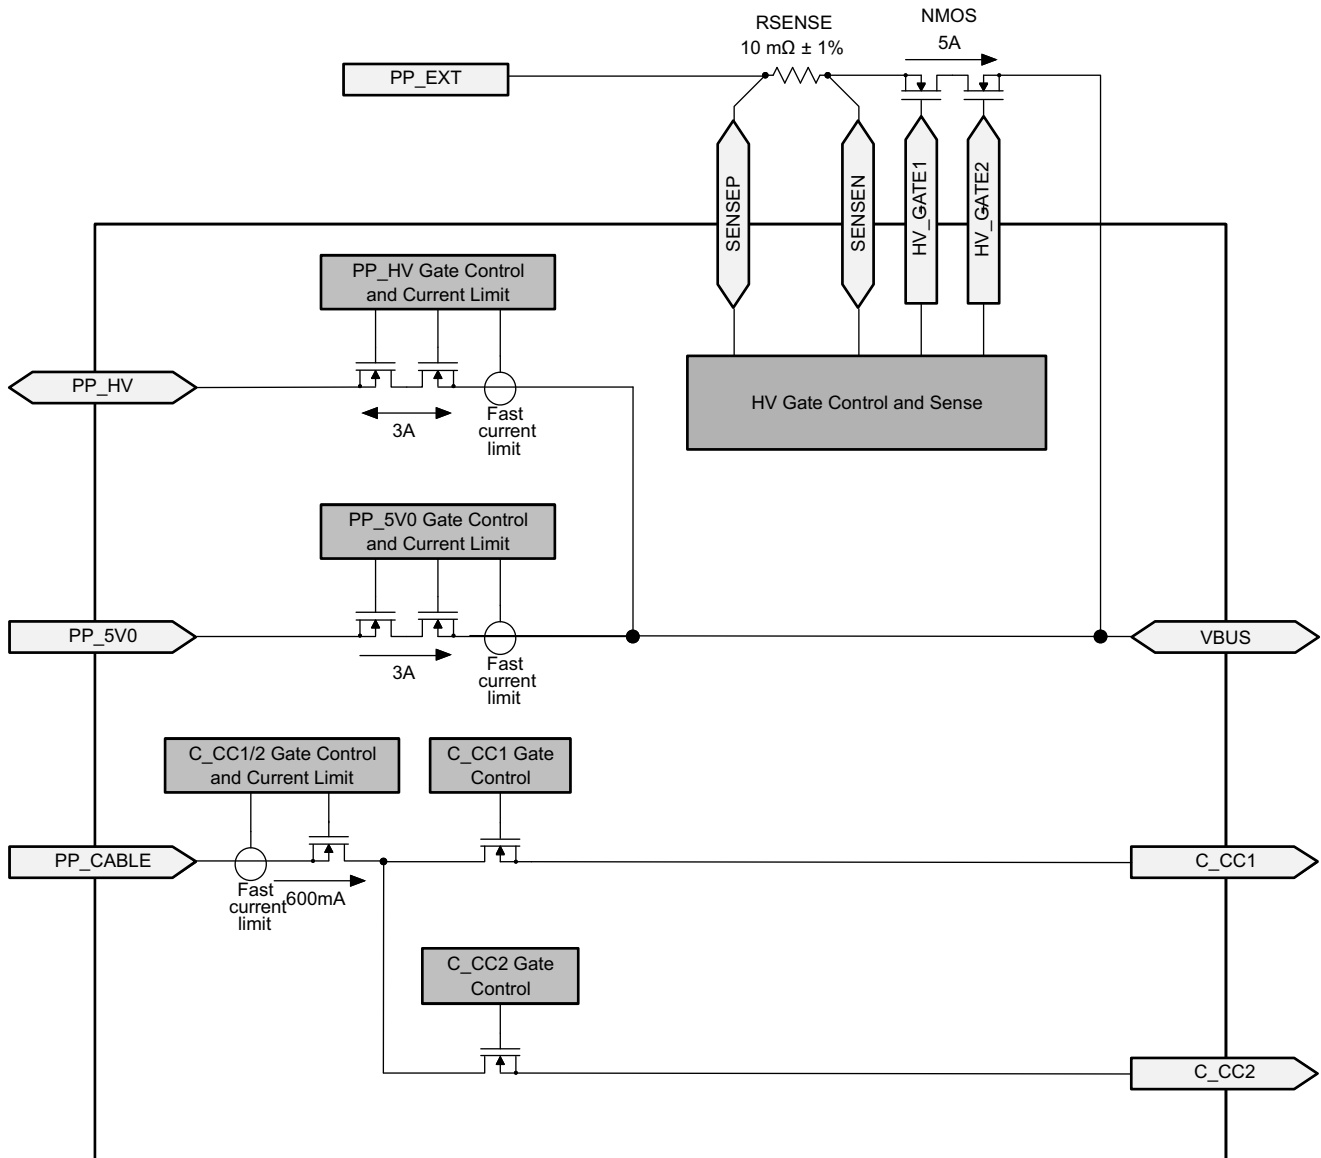 RSENSE
10 mΩ ± 1%
NMOS
5A
PP_EXT
SENSEP
SENSEN
HV_GATE1
HV_GATE2
PP_HV Gate Control
and Current Limit
PP_HV
3A
Fast
current
limit
HV Gate Control and Sense
PP_5V0 Gate Control
and Current Limit
PP_5V0
3A
Fast
current
limit
VBUS
C_CC1/2 Gate Control
and Current Limit
C_CC1 Gate
Control
PP_CABLE
Fast
current
limit
600mA
C_CC1
C_CC2 Gate
Control
C_CC2